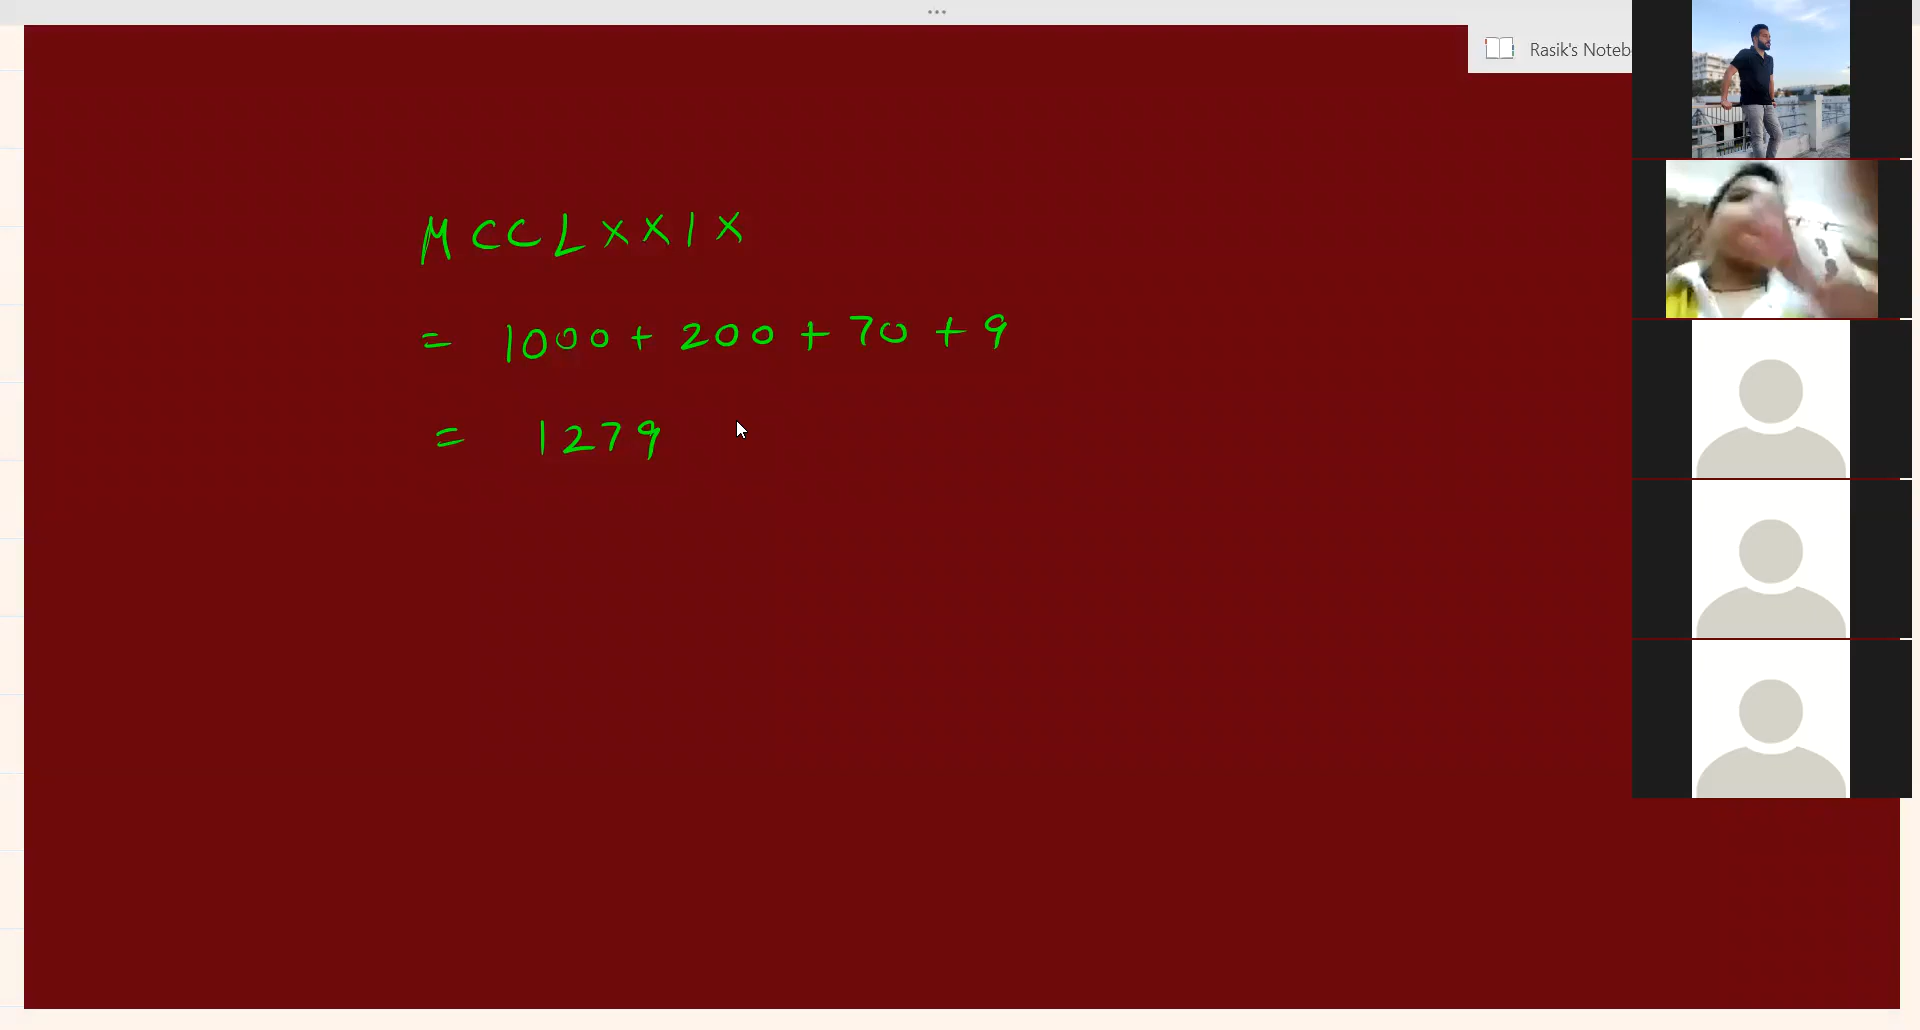 Rasik's Noteb
MCCLXXIX
= 1000 + 200 + 70 + 9
= 1279